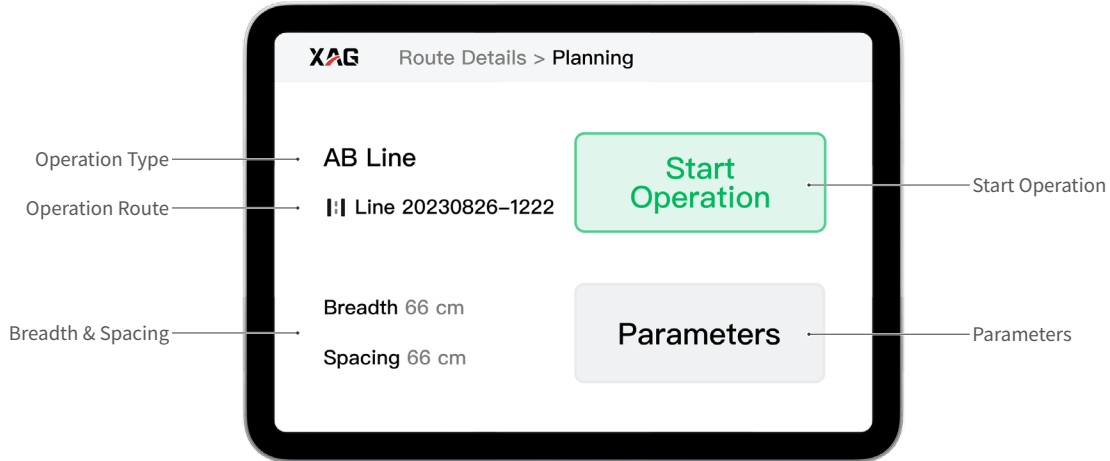 XAG Route Details > Planning
Operation Type
AB Line
Start
Operation
Start Operation
Operation Route
Line 20230826-1222
Breadth & Spacing
Breadth 66 cm
Spacing 66 cm
Parameters
Parameters